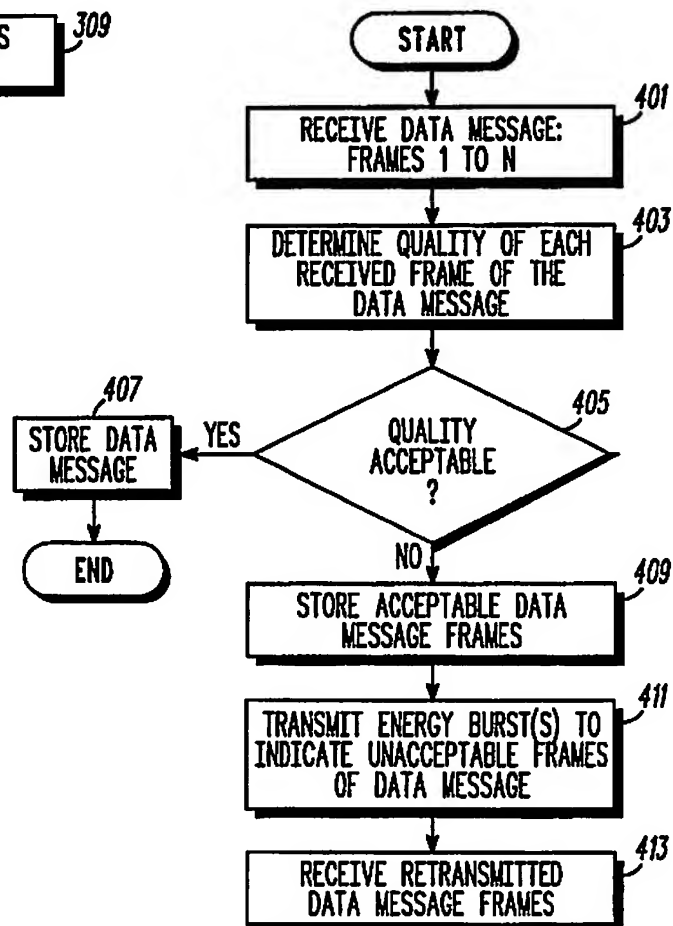 S
309
START
401
RECEIVE DATA MESSAGE:
FRAMES 1 TO N
403
DETERMINE QUALITY OF EACH
RECEIVED FRAME OF THE
DATA MESSAGE
405
QUALITY
ACCEPTABLE
?
407
YES
STORE DATA
MESSAGE
END
NO
409
STORE ACCEPTABLE DATA
MESSAGE FRAMES
411
TRANSMIT ENERGY BURST(S) TO
INDICATE UNACCEPTABLE FRAMES
OF DATA MESSAGE
413
RECEIVE RETRANSMITTED
DATA MESSAGE FRAMES